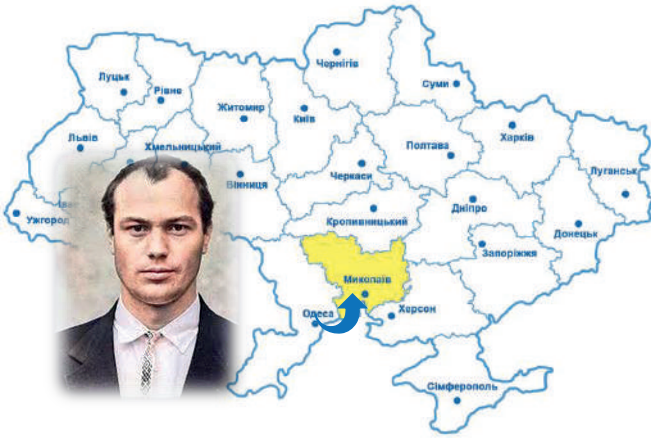 Чернігів
Луцьк
Рівне
Суми
Житомир
Київ
Львів
Хмельницький
Полтава
Харків
Вінниця
Черкаси
Луганськ
Ужгород
Кропивницький
Дніпро
Донецьк
Запоріжжя
Миколаїв
Одеса
Херсон
Сімферополь